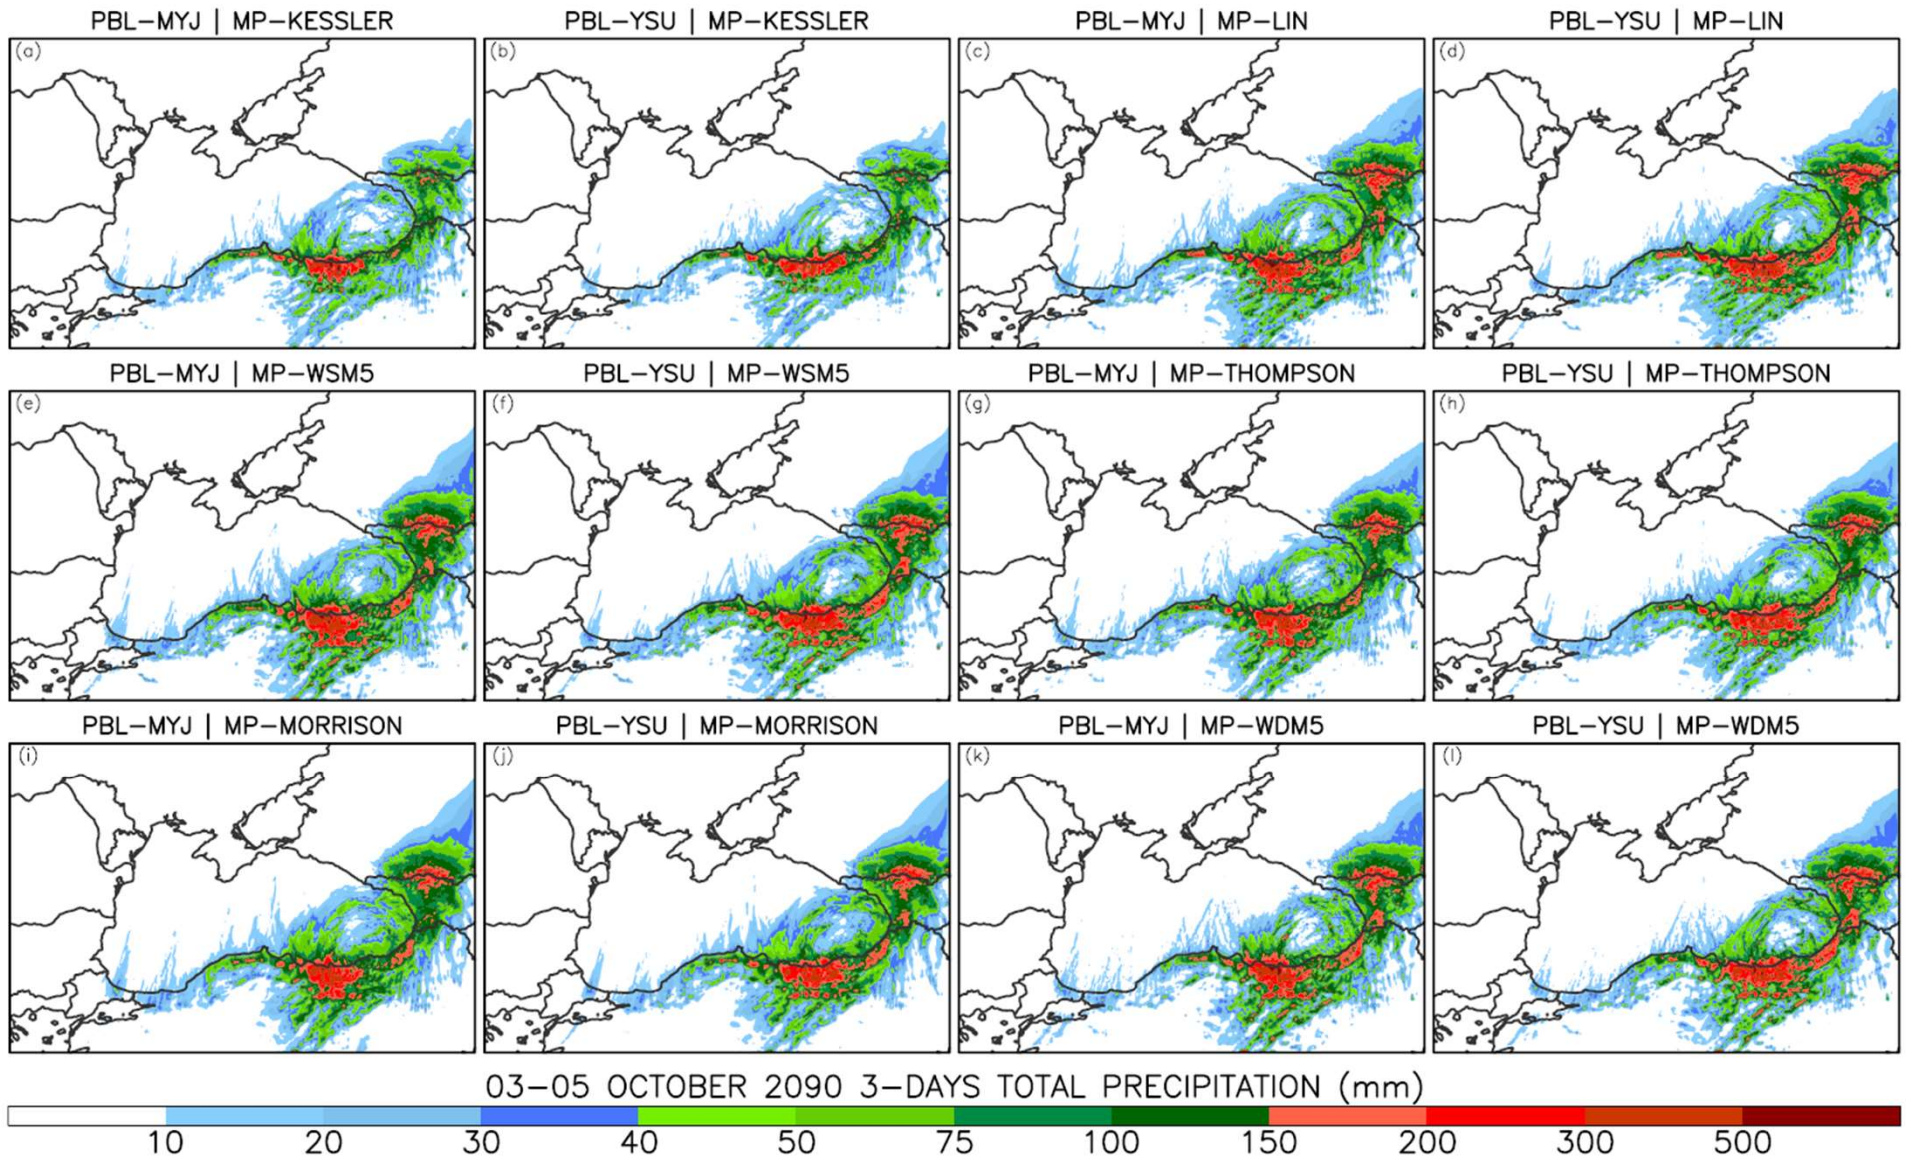 PBL-MYJ | MP-KESSLER
PBL-YSU | MP-KESSLER
PBL-MYJ | MP-LIN
PBL-YSU | MP-LIN
(a)
(b)
(c)
(d)
PBL-MYJ | MP-WSM5
PBL-YSU | MP-WSM5
PBL-MYJ | MP-THOMPSON
PBL-YSU | MP-THOMPSON
(e)
(f)
(g)
(h)
PBL-MYJ | MP-MORRISON
PBL-YSU | MP-MORRISON
PBL-MYJ | MP-WDM5
PBL-YSU | MP-WDM5
(i)
(j)
(k)
(l)
03-05 OCTOBER 2090 3-DAYS TOTAL PRECIPITATION (mm)
10 20 30 40 50 75 100 150 200 300 500